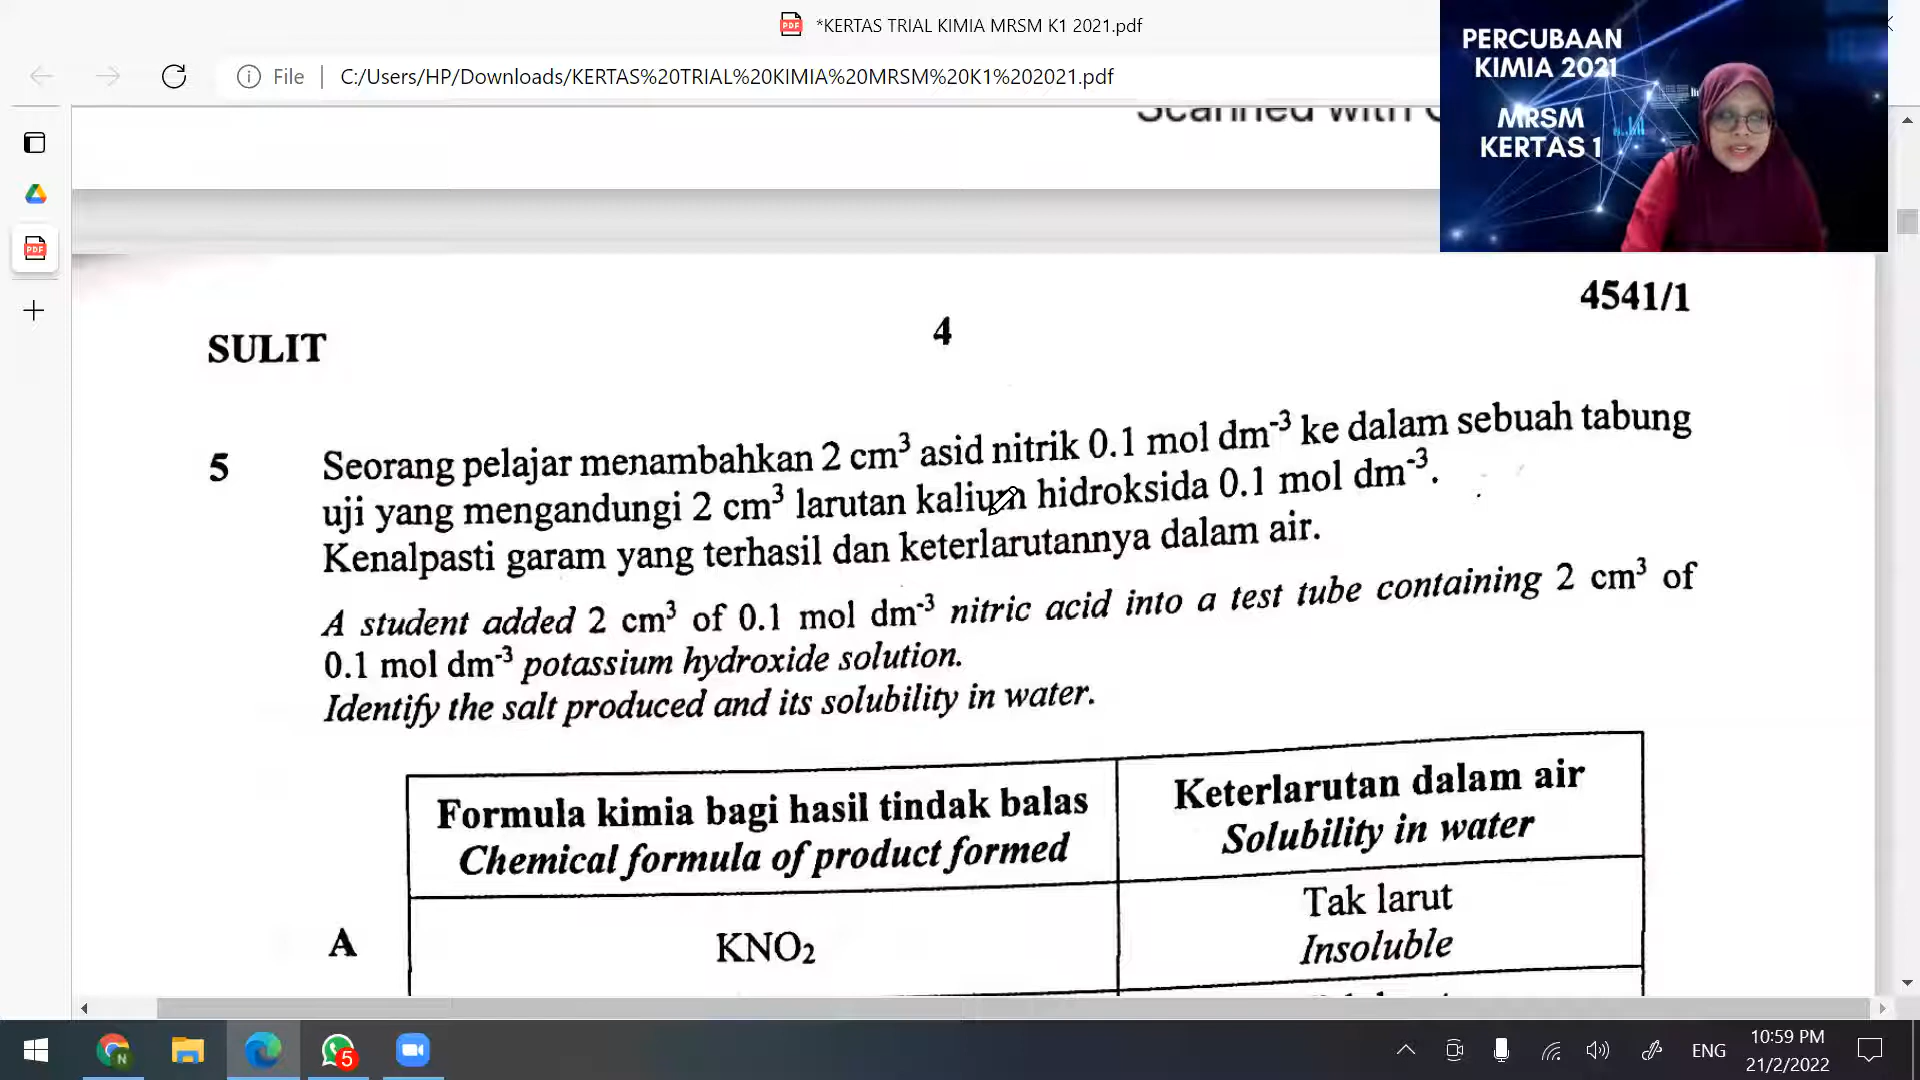 *KERTAS TRIAL KIMIA MRSM K1 2021.pdf
File | C:/Users/HP/Downloads/KERTAS%20TRIAL%20KIMIA%20MRSM%20K1%202021.pdf
PERCUBAAN
KIMIA 2021
MRSM
KERTAS 1
Scanned with
4541/1
SULIT
4
5 Seorang pelajar menambahkan 2 cm³ asid nitrik 0.1 mol dm⁻³ ke dalam sebuah tabung
uji yang mengandungi 2 cm³ larutan kalium hidroksida 0.1 mol dm⁻³.
Kenalpasti garam yang terhasil dan keterlarutannya dalam air.
A student added 2 cm³ of 0.1 mol dm⁻³ nitric acid into a test tube containing 2 cm³ of
0.1 mol dm⁻³ potassium hydroxide solution.
Identify the salt produced and its solubility in water.
Formula kimia bagi hasil tindak balas
Chemical formula of product formed
Keterlarutan dalam air
Solubility in water
A
KNO₂
Tak larut
Insoluble
5
ENG
10:59 PM
21/2/2022